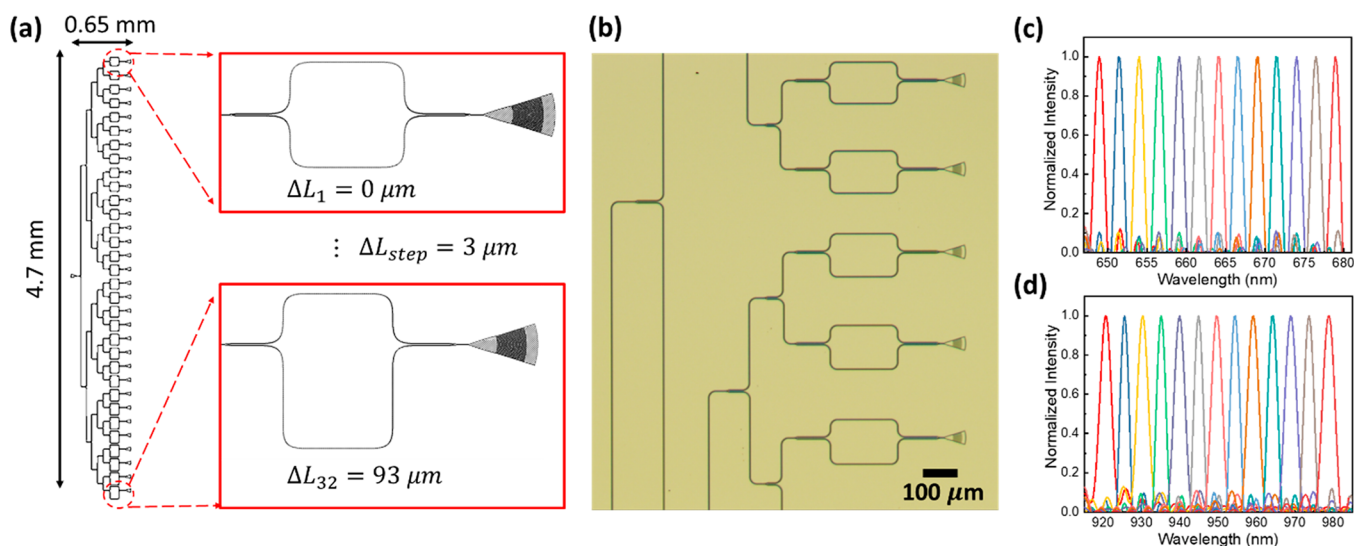 (a)
0.65 mm
4.7 mm
ΔL₁ = 0 μm
⋮ ΔLₛₜₑₚ = 3 μm
ΔL₃₂ = 93 μm
(b)
100 μm
(c)
Normalized Intensity
1.0
0.8
0.6
0.4
0.2
0.0
650 655 660 665 670 675 680
Wavelength (nm)
(d)
Normalized Intensity
1.0
0.8
0.6
0.4
0.2
0.0
920 930 940 950 960 970 980
Wavelength (nm)